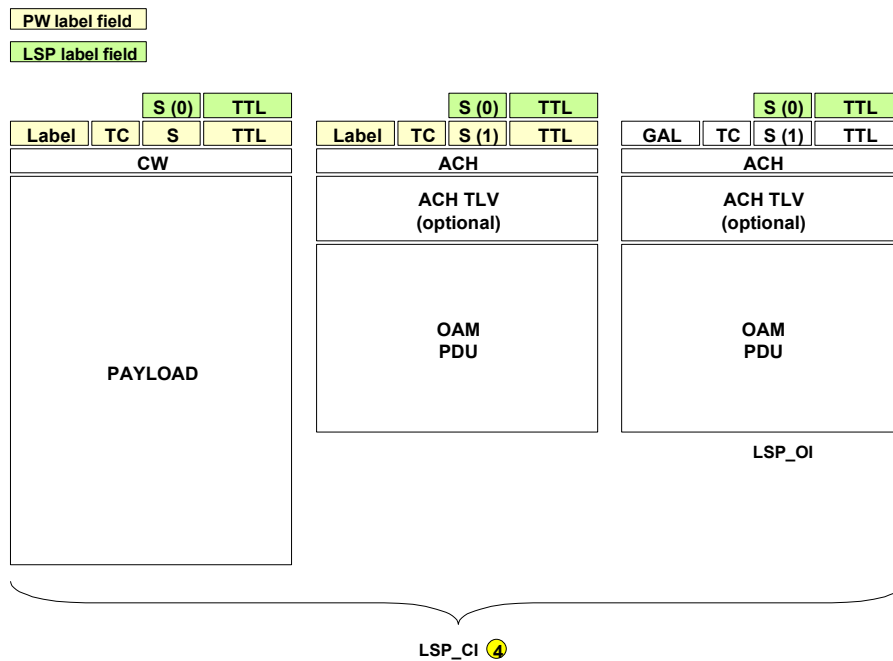 PW label field
LSP label field
S (0) TTL S (0) TTL S (0) TTL
Label TC S TTL Label TC S (1) TTL GAL TC S (1) TTL
CW ACH ACH
ACH TLV ACH TLV
(optional) (optional)
OAM OAM
PDU PDU
PAYLOAD
LSP_OI
LSP_CI 4